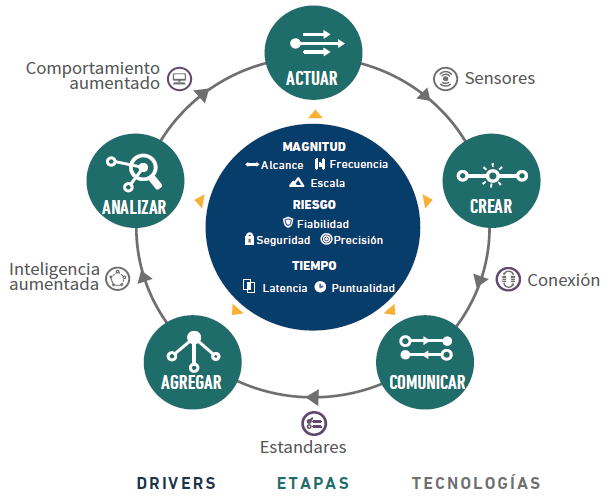 ACTUAR
Comportamiento
aumentado
Sensores
ANALIZAR
CREAR
MAGNITUD
Alcance Frecuencia
Escala
RIESGO
Fiabilidad
Seguridad Precisión
TIEMPO
Latencia Puntualidad
Inteligencia
aumentada
Conexión
AGREGAR
COMUNICAR
Estandares
DRIVERS ETAPAS TECNOLOGÍAS